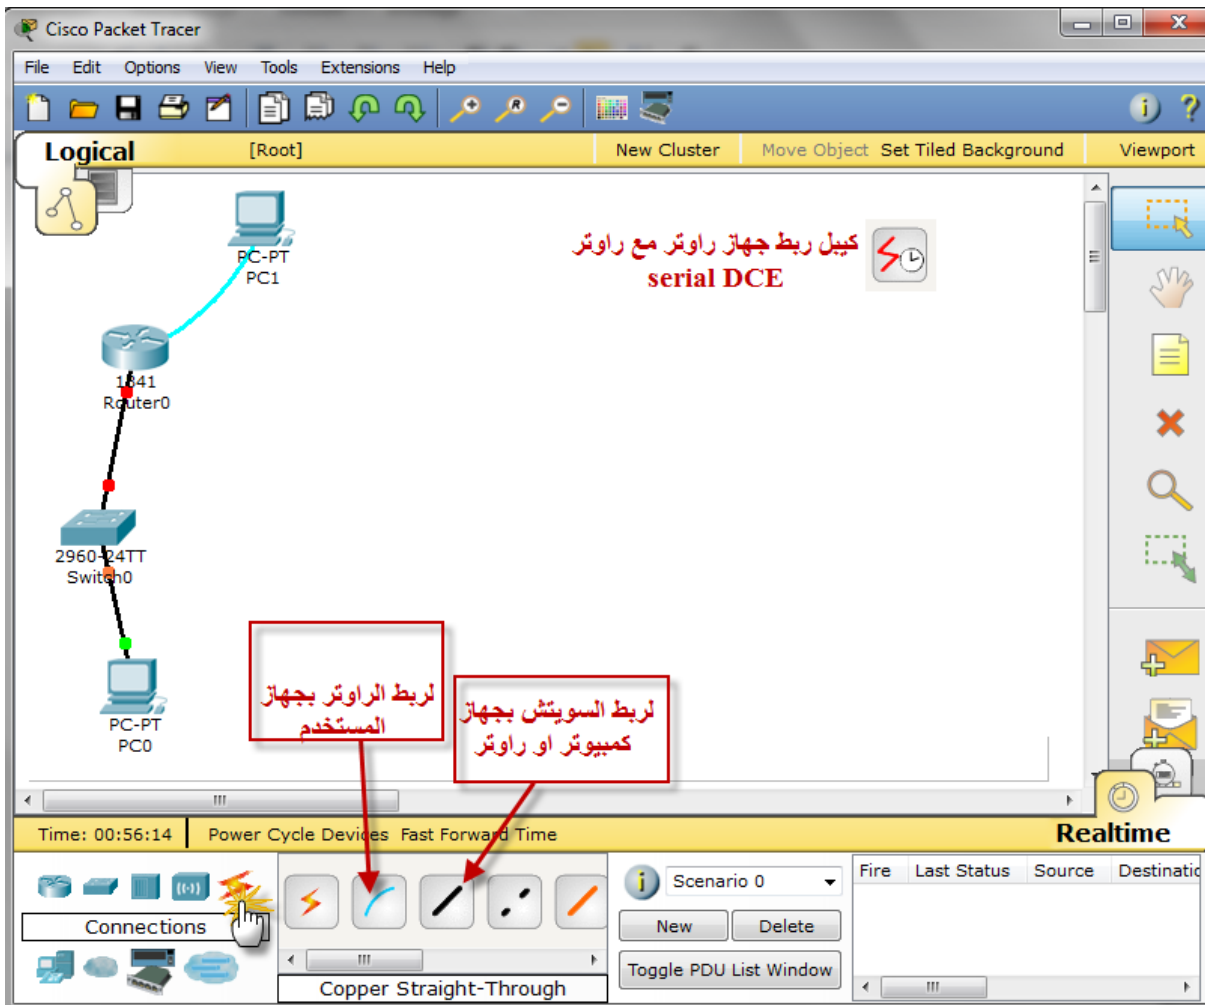 Cisco Packet Tracer
File Edit Options View Tools Extensions Help
Logical [Root] New Cluster Move Object Set Tiled Background Viewport
PC-PT
PC1
كيبل ربط جهاز راوتر مع راوتر
serial DCE
1841
Router0
2960-24TT
Switch0
PC-PT
PC0
لربط الراوتر بجهاز
المستخدم
لربط السويتش بجهاز
كمبيوتر او راوتر
Time: 00:56:14 Power Cycle Devices Fast Forward Time Realtime
Connections
Copper Straight-Through
Scenario 0
New Delete
Toggle PDU List Window
Fire Last Status Source Destinatic